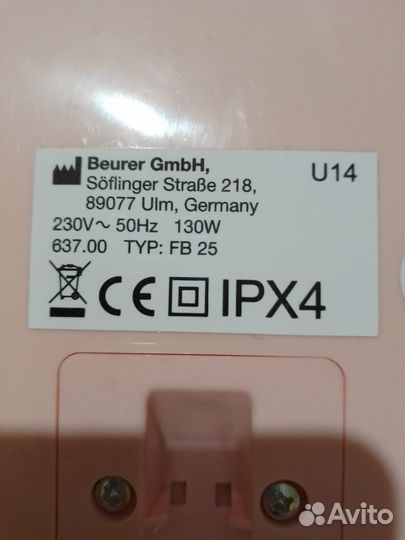 Beurer GmbH, U14
Söflinger Straße 218,
89077 Ulm, Germany
230V~ 50Hz 130W
637.00 TYP: FB 25
CE IPX4
Avito